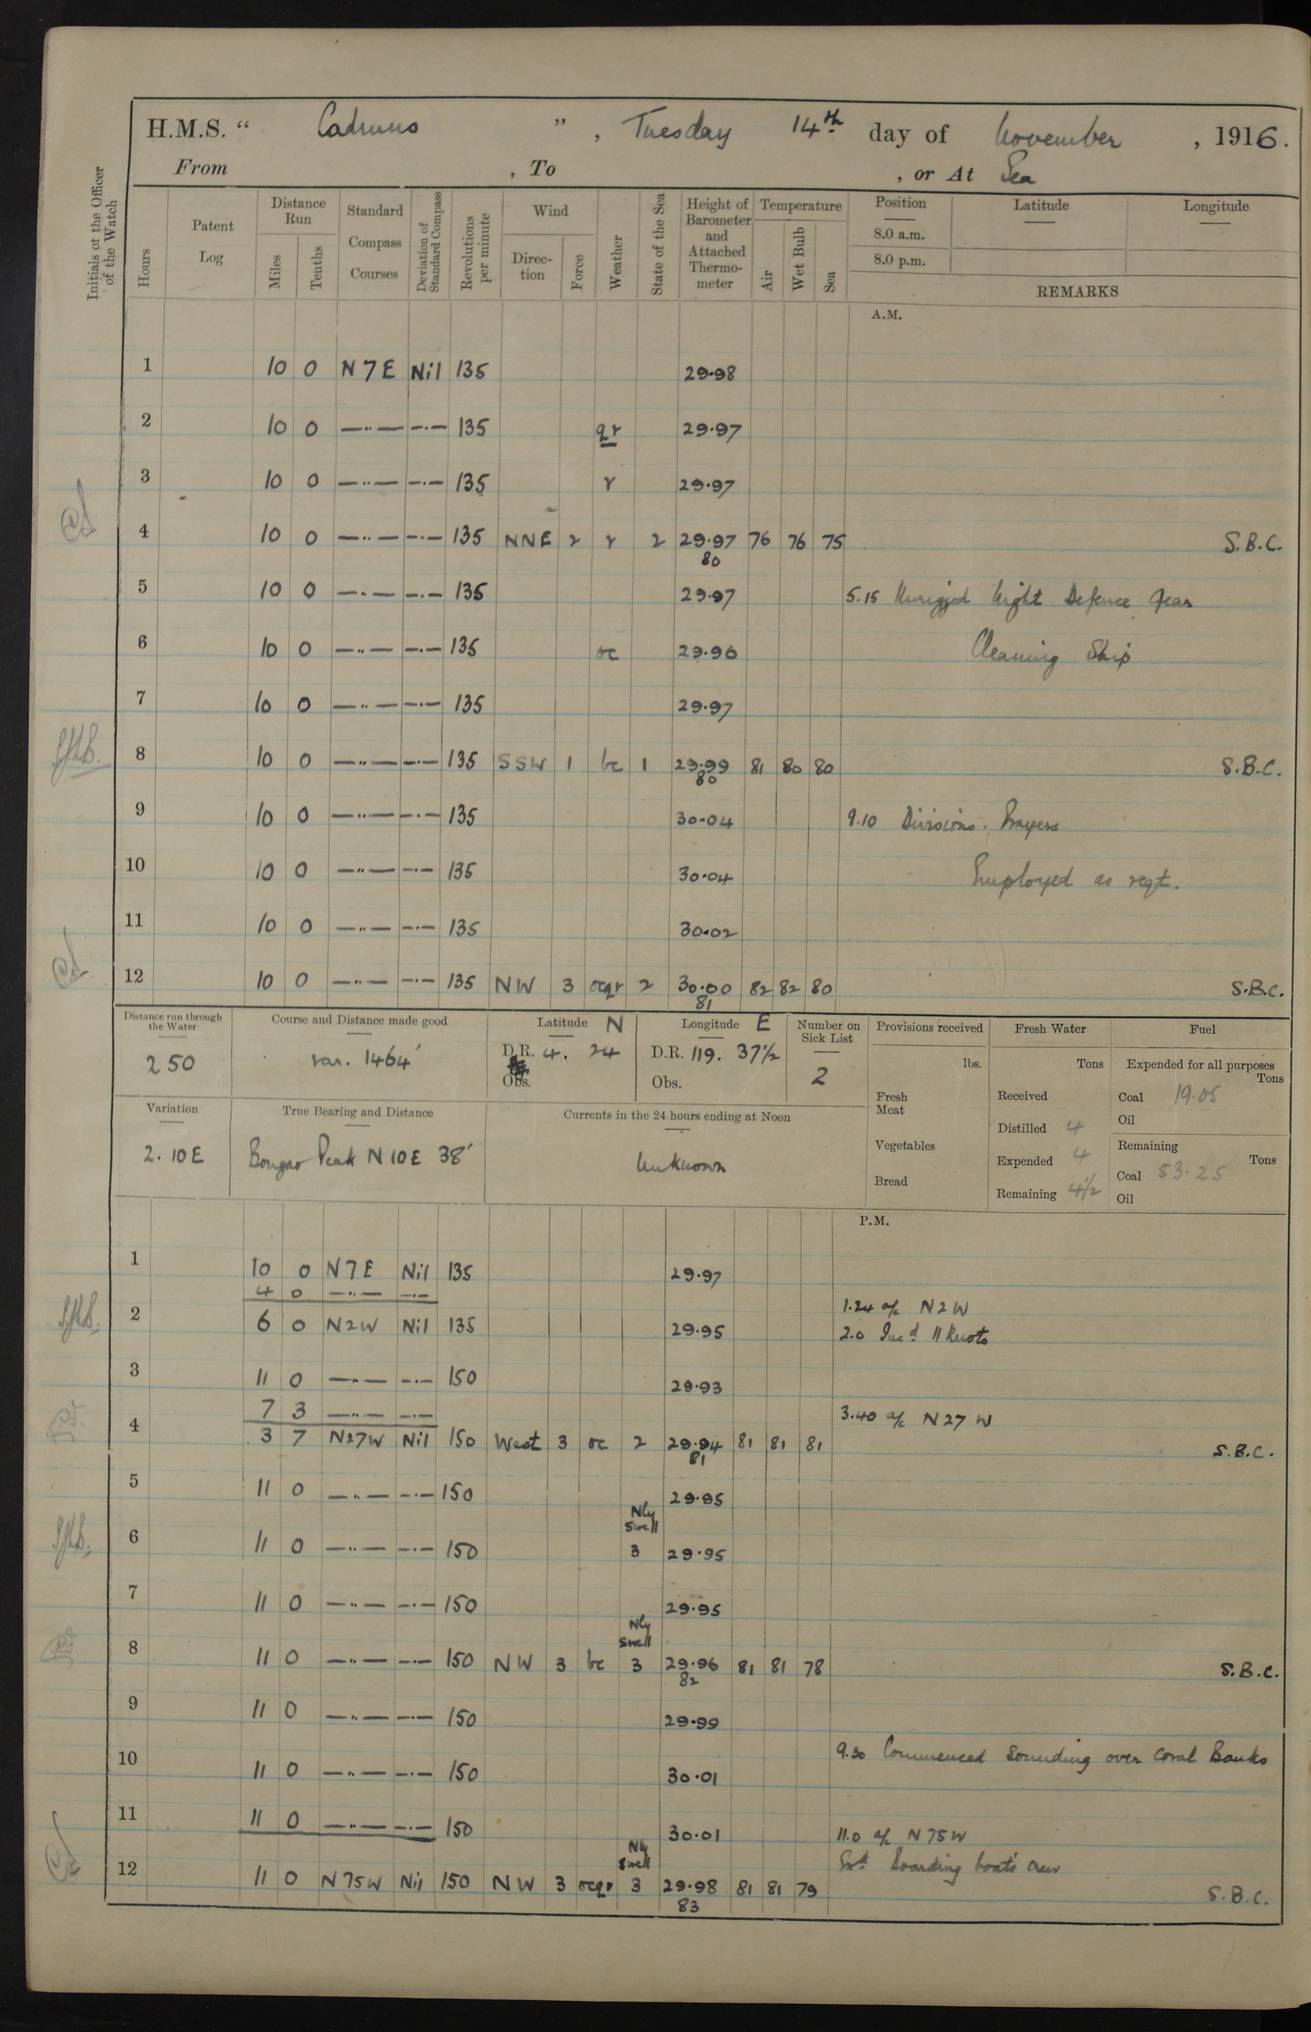 H.M.S. “ Cadmus ” , Tuesday 14th day of November , 1916.
From , To , or At Sea
Initials of the Officer of the Watch
Hours
Patent Log
Distance Run
Miles
Tenths
Standard Compass Courses
Deviation of Standard Compass
Revolutions per minute
Wind
Direction
Force
Weather
State of the Sea
Height of Barometer and Attached Thermometer
Temperature
Air
Wet Bulb
Sea
Position
8.0 a.m.
8.0 p.m.
Latitude
Longitude
REMARKS
A.M.
1 10 0 N 7 E Nil 135 29.98
2 10 0 —"— —·— 135 qr 29.97
3 10 0 —"— —·— 135 r 29.97
4 10 0 —"— —·— 135 NNE 2 r 2 29.97 76 76 75 S.B.C.
80
5 10 0 —"— —·— 135 29.97 5.15 Unrigged Night Defence Gear
6 10 0 —"— —·— 135 oc 29.96 Cleaning Ship
7 10 0 —"— —·— 135 29.97
8 10 0 —"— —·— 135 SSW 1 bc 1 29.99 81 80 80 S.B.C.
80
9 10 0 —"— —·— 135 30.04 9.10 Divisions. Prayers
10 10 0 —"— —·— 135 30.04 Employed as reqt.
11 10 0 —"— —·— 135 30.02
12 10 0 —"— —·— 135 NW 3 ocqr 2 30.00 82 82 80 S.B.C.
81
Distance run through the Water
250
Course and Distance made good
var. 1464'
Latitude N
D.R. 4. 24
Obs.
Longitude E
D.R. 119. 37½
Obs.
Number on Sick List
2
Provisions received
lbs.
Fresh Meat
Vegetables
Bread
Fresh Water
Tons
Received
Distilled 4
Expended 4
Remaining 4½
Fuel
Expended for all purposes
Tons
Coal 19.05
Oil
Remaining
Tons
Coal 53.25
Oil
Variation
2. 10 E
True Bearing and Distance
Bongao Peak N 10 E 38'
Currents in the 24 hours ending at Noon
Unknown
P.M.
1 10 0 N 7 E Nil 135 29.97
4 0 —"— —·—
1.24 a/c N 2 W
2 6 0 N 2 W Nil 135 29.95 2.0 Incd 11 Knots
3 11 0 —"— —·— 150 29.93
7 3 —"— —·— 3.40 a/c N 27 W
4 3 7 N27W Nil 150 West 3 oc 2 29.94 81 81 81 S.B.C.
81
5 11 0 —"— —·— 150 29.95
Nly swell
6 11 0 —"— —·— 150 3 29.95
7 11 0 —"— —·— 150 29.95
Nly swell
8 11 0 —"— —·— 150 NW 3 bc 3 29.96 81 81 78 S.B.C.
82
9 11 0 —"— —·— 150 29.99
9.30 Commenced sounding over Coral Banks
10 11 0 —"— —·— 150 30.01
11 11 0 —"— —·— 150 30.01 11.0 a/c N 75 W
Nly swell
Exd. boarding boat's crew
12 11 0 N 75W Nil 150 NW 3 ocqr 3 29.98 81 81 79 S.B.C.
83